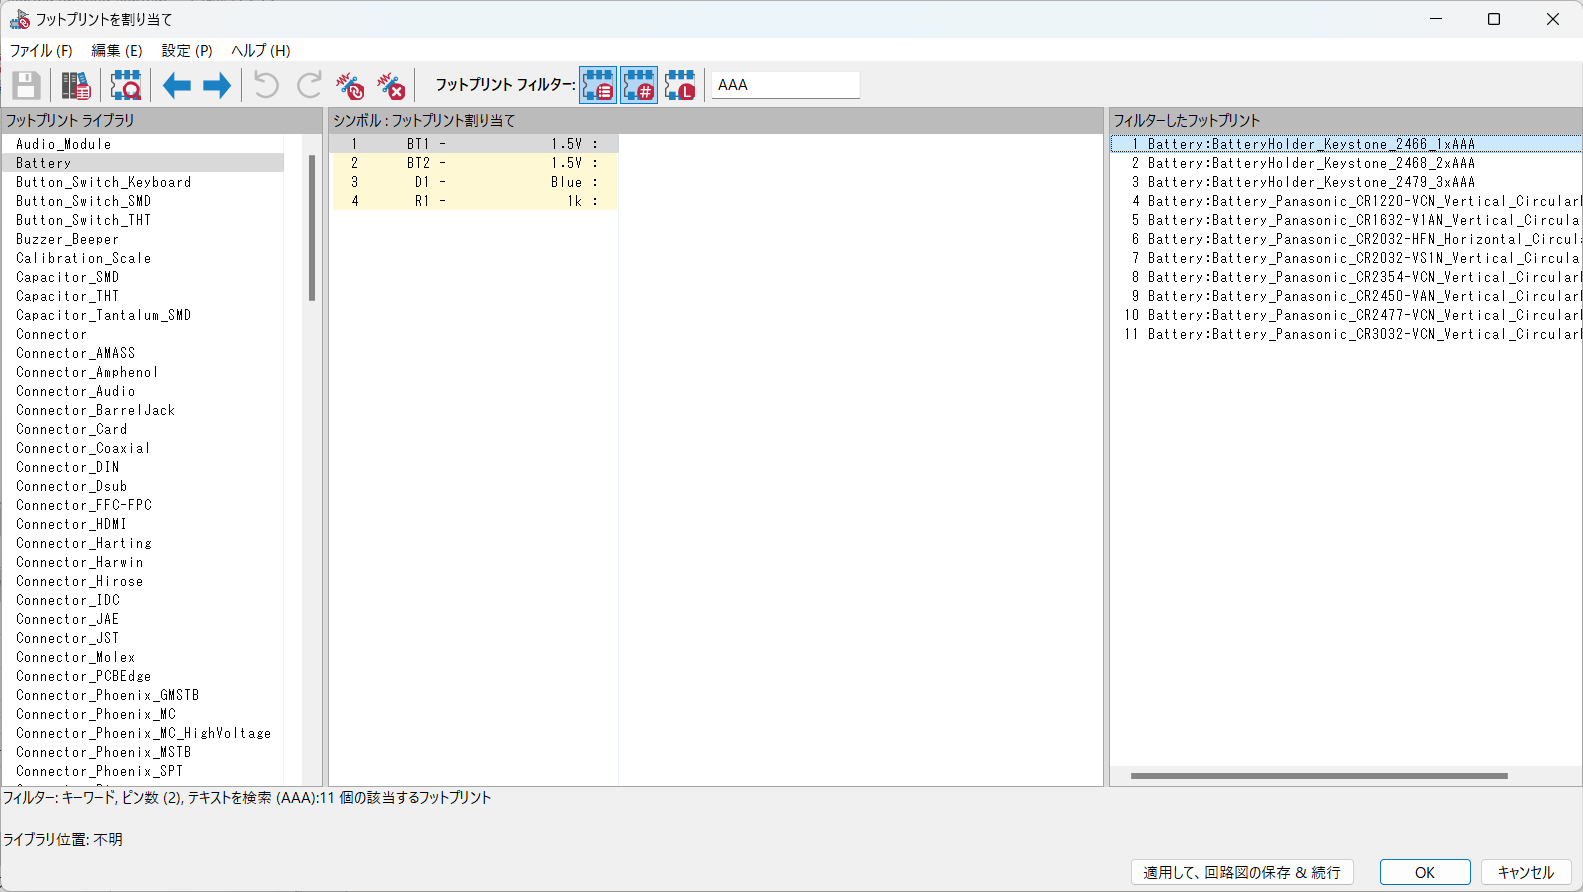 フットプリントを割り当て
ファイル (F) 編集 (E) 設定 (P) ヘルプ (H)
フットプリント フィルター: AAA
フットプリント ライブラリ
Audio_Module
Battery
Button_Switch_Keyboard
Button_Switch_SMD
Button_Switch_THT
Buzzer_Beeper
Calibration_Scale
Capacitor_SMD
Capacitor_THT
Capacitor_Tantalum_SMD
Connector
Connector_AMASS
Connector_Amphenol
Connector_Audio
Connector_BarrelJack
Connector_Card
Connector_Coaxial
Connector_DIN
Connector_Dsub
Connector_FFC-FPC
Connector_HDMI
Connector_Harting
Connector_Harwin
Connector_Hirose
Connector_IDC
Connector_JAE
Connector_JST
Connector_Molex
Connector_PCBEdge
Connector_Phoenix_GMSTB
Connector_Phoenix_MC
Connector_Phoenix_MC_HighVoltage
Connector_Phoenix_MSTB
Connector_Phoenix_SPT
シンボル : フットプリント割り当て
1 BT1 - 1.5V :
2 BT2 - 1.5V :
3 D1 - Blue :
4 R1 - 1k :
フィルターしたフットプリント
1 Battery:BatteryHolder_Keystone_2466_1xAAA
2 Battery:BatteryHolder_Keystone_2468_2xAAA
3 Battery:BatteryHolder_Keystone_2479_3xAAA
4 Battery:Battery_Panasonic_CR1220-VCN_Vertical_Circular
5 Battery:Battery_Panasonic_CR1632-V1AN_Vertical_Circula
6 Battery:Battery_Panasonic_CR2032-HFN_Horizontal_Circul
7 Battery:Battery_Panasonic_CR2032-VS1N_Vertical_Circula
8 Battery:Battery_Panasonic_CR2354-VCN_Vertical_Circular
9 Battery:Battery_Panasonic_CR2450-VAN_Vertical_Circular
10 Battery:Battery_Panasonic_CR2477-VCN_Vertical_Circular
11 Battery:Battery_Panasonic_CR3032-VCN_Vertical_Circular
フィルター: キーワード, ピン数 (2), テキストを検索 (AAA):11 個の該当するフットプリント
ライブラリ位置: 不明
適用して、回路図の保存 & 続行 OK キャンセル